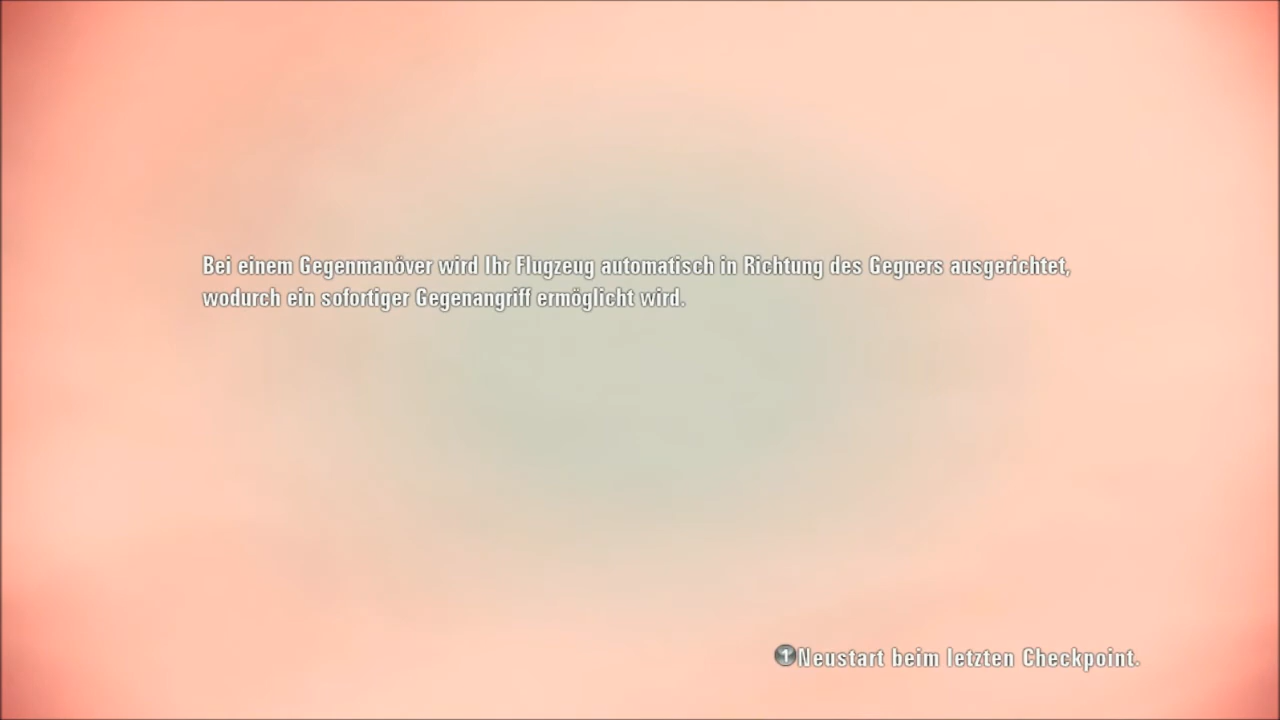 Bei einem Gegenmanöver wird Ihr Flugzeug automatisch in Richtung des Gegners ausgerichtet,
wodurch ein sofortiger Gegenangriff ermöglicht wird.
1 Neustart beim letzten Checkpoint.